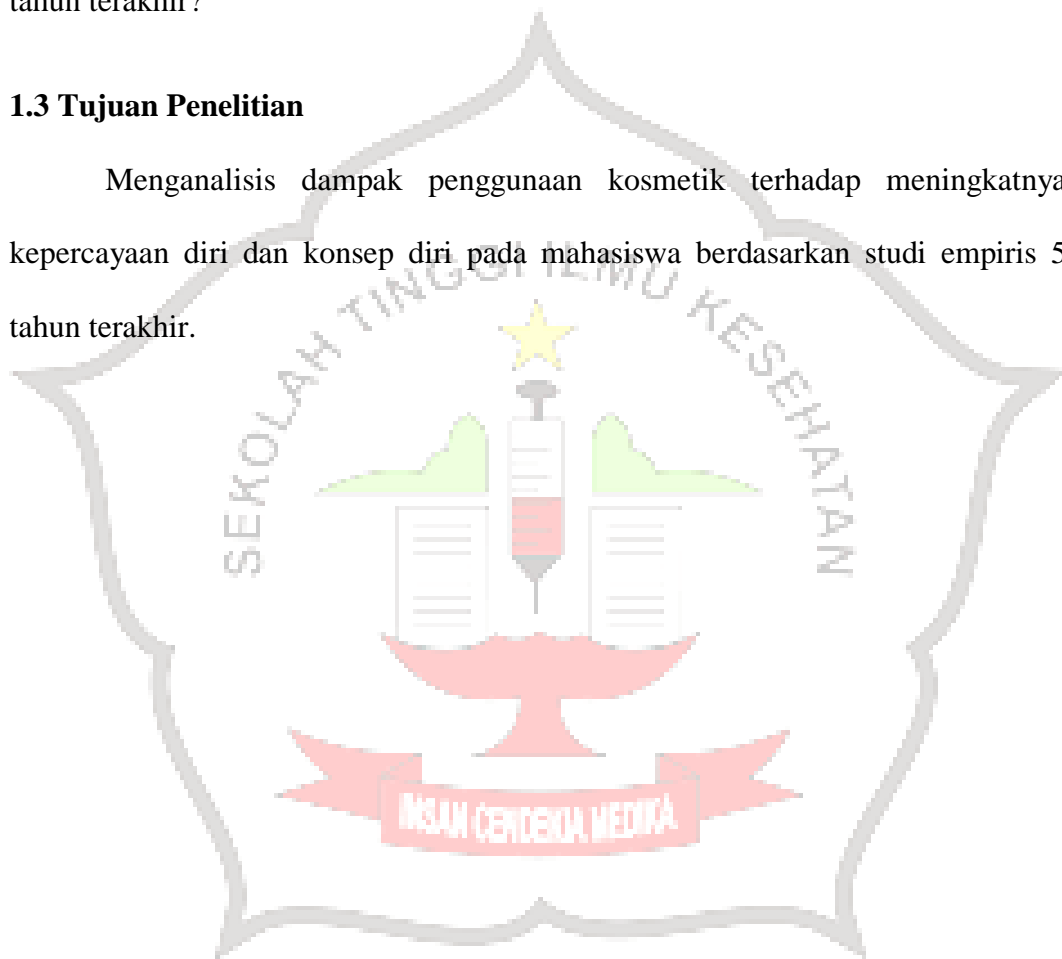 tahun terakhir?
1.3 Tujuan Penelitian
Menganalisis dampak penggunaan kosmetik terhadap meningkatnya
kepercayaan diri dan konsep diri pada mahasiswa berdasarkan studi empiris 5
tahun terakhir.
SEKOLAH TINGGI ILMU KESEHATAN
INSAN CENDEKIA MEDIKA